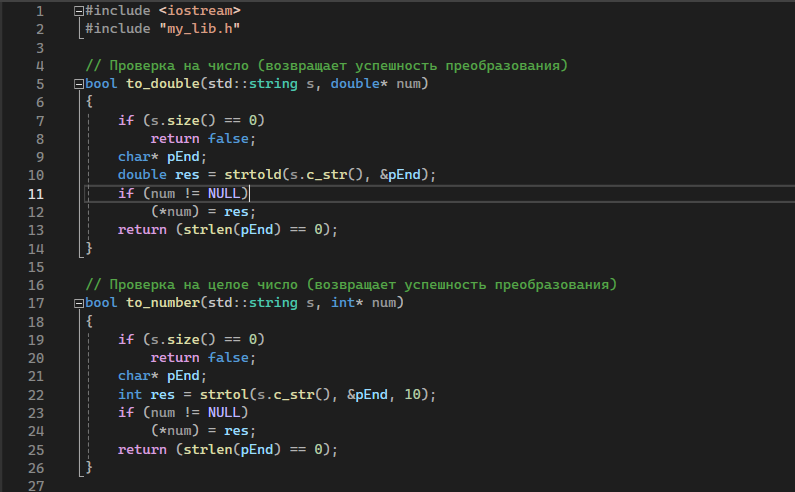 1 #include <iostream>
2 #include "my_lib.h"
3
4 // Проверка на число (возвращает успешность преобразования)
5 bool to_double(std::string s, double* num)
6 {
7 if (s.size() == 0)
8 return false;
9 char* pEnd;
10 double res = strtold(s.c_str(), &pEnd);
11 if (num != NULL)
12 (*num) = res;
13 return (strlen(pEnd) == 0);
14 }
15
16 // Проверка на целое число (возвращает успешность преобразования)
17 bool to_number(std::string s, int* num)
18 {
19 if (s.size() == 0)
20 return false;
21 char* pEnd;
22 int res = strtol(s.c_str(), &pEnd, 10);
23 if (num != NULL)
24 (*num) = res;
25 return (strlen(pEnd) == 0);
26 }
27